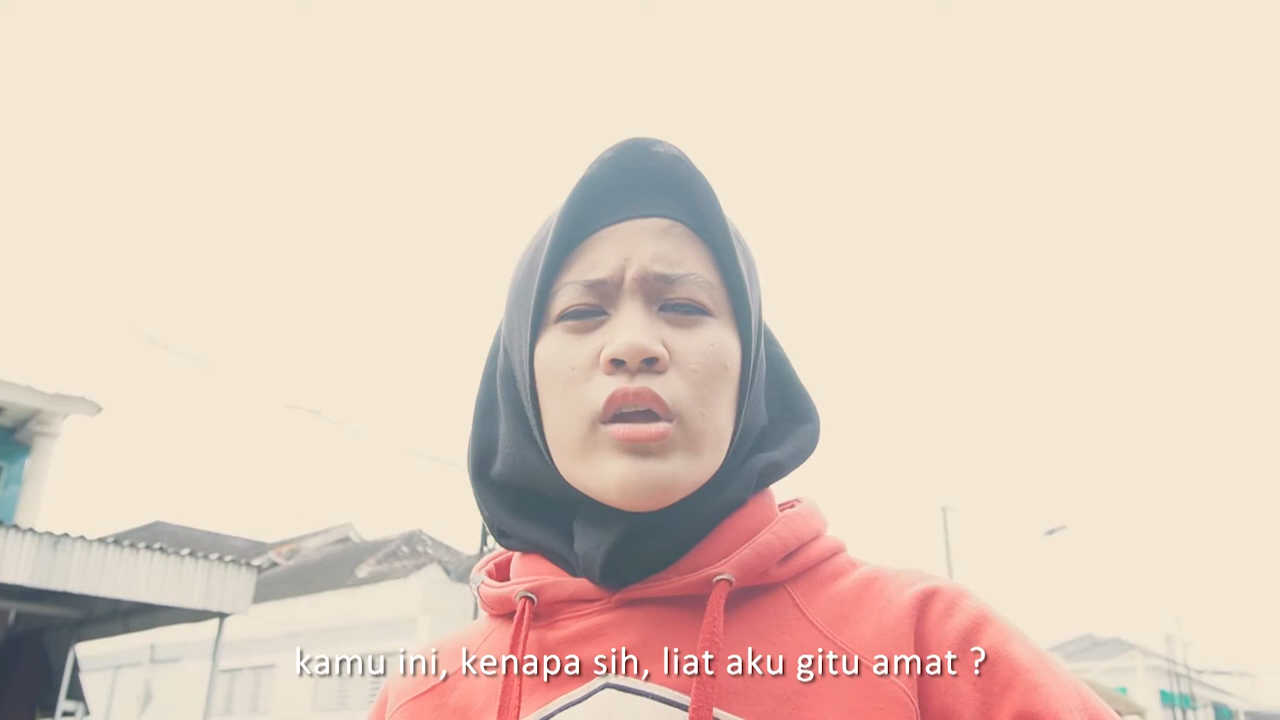 kamu ini, kenapa sih, liat aku gitu amat ?